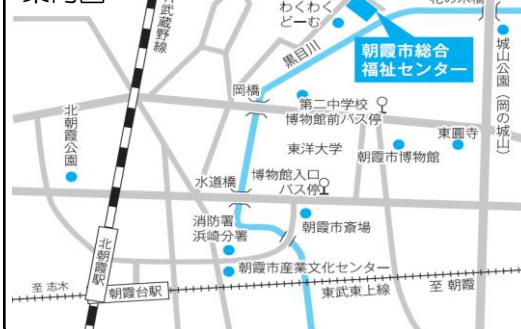 案内図
武蔵野線
わくわく
どーむ
黒目川
朝霞市総合
福祉センター
城山公園(岡の城山)
岡橋
第二中学校
博物館前バス停
北朝霞公園
東洋大学
東圓寺
朝霞市博物館
水道橋
博物館入口
バス停
消防署
浜崎分署
朝霞市斎場
北朝霞駅
朝霞市産業文化センター
至 志木
朝霞台駅
東武東上線
至 朝霞